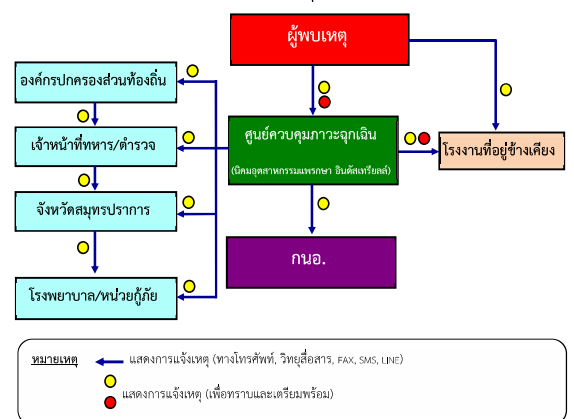 ผู้พบเหตุ
องค์กรปกครองส่วนท้องถิ่น
เจ้าหน้าที่ทหาร/ตำรวจ
ศูนย์ควบคุมภาวะฉุกเฉิน
(นิคมอุตสาหกรรมแพรกษา อินดัสเทรียลล์)
โรงงานที่อยู่ข้างเคียง
จังหวัดสมุทรปราการ
กนอ.
โรงพยาบาล/หน่วยกู้ภัย
หมายเหตุ แสดงการแจ้งเหตุ (ทางโทรศัพท์, วิทยุสื่อสาร, FAX, SMS, LINE)
แสดงการแจ้งเหตุ (เพื่อทราบและเตรียมพร้อม)